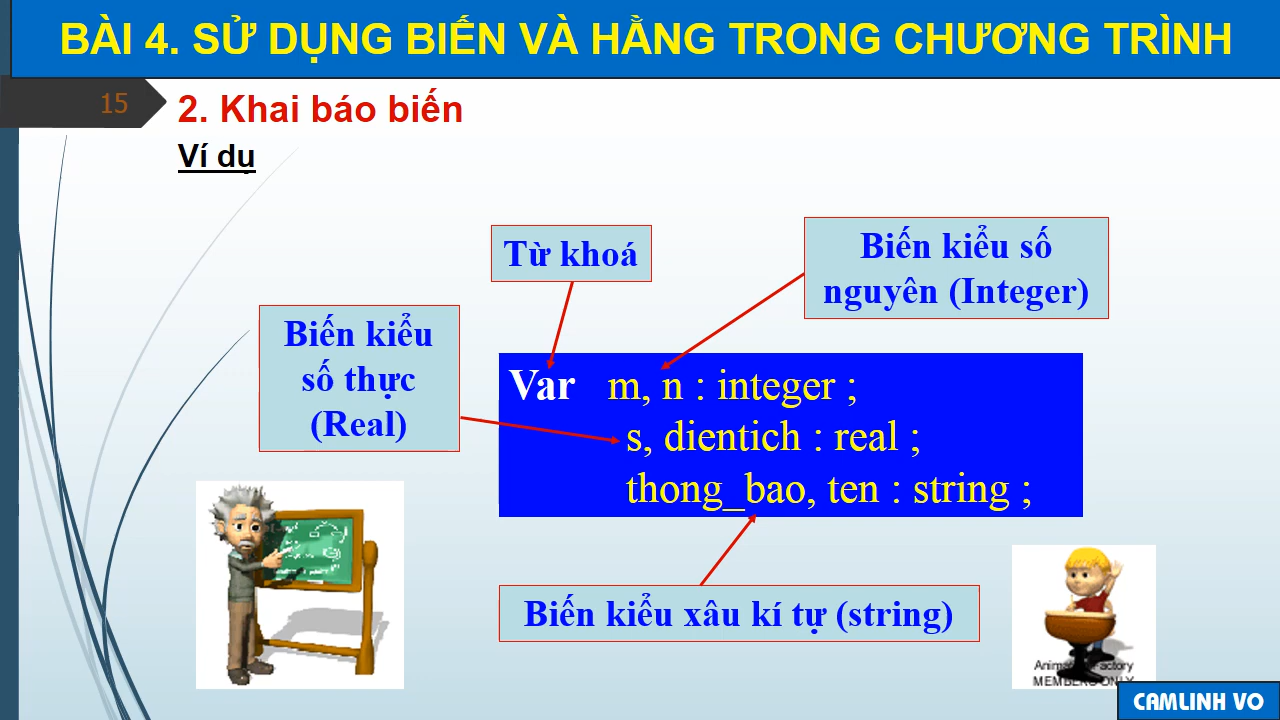 BÀI 4. SỬ DỤNG BIẾN VÀ HẰNG TRONG CHƯƠNG TRÌNH
15
2. Khai báo biến
Ví dụ
Từ khoá
Biến kiểu số
nguyên (Integer)
Biến kiểu
số thực
(Real)
Var m, n : integer ;
s, dientich : real ;
thong_bao, ten : string ;
Biến kiểu xâu kí tự (string)
MEMBERS ONLY
CAMLINH VO